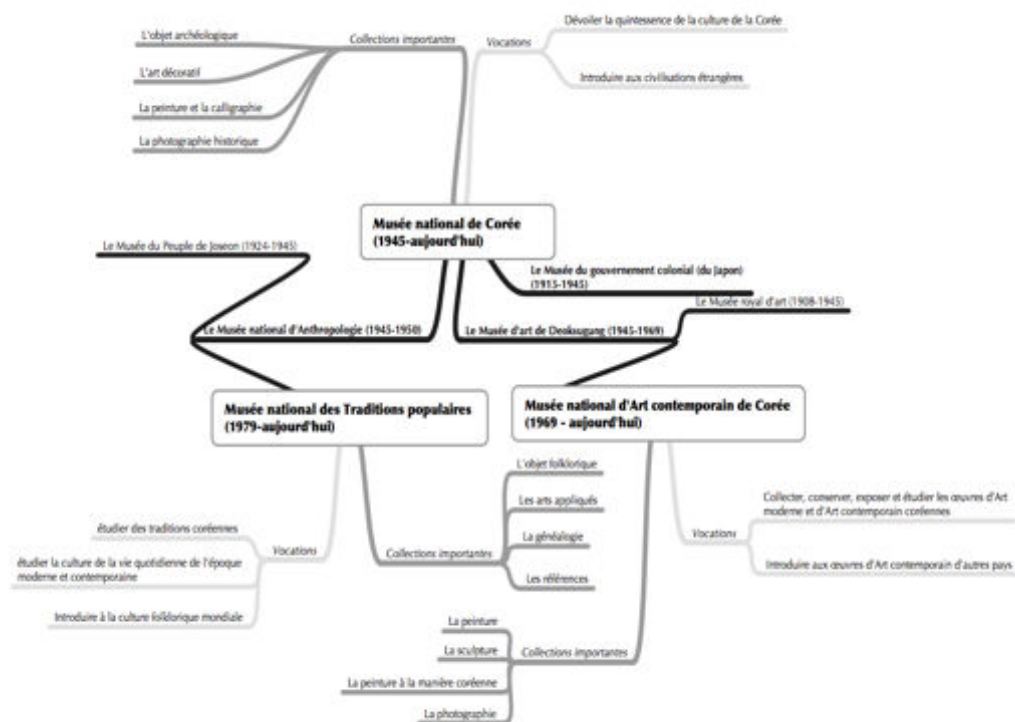 L'objet archéologique
Collections importantes
L'art décoratif
La peinture et la calligraphie
La photographie historique
Dévoiler la quintessence de la culture de la Corée
Vocations
Introduire aux civilisations étrangères
Musée national de Corée
(1945-aujourd'hui)
Le Musée du Peuple de Joseon (1924-1945)
Le Musée du gouvernement colonial (du Japon)
(1915-1945)
Le Musée royal d'art (1908-1945)
Le Musée national d'Anthropologie (1945-1950)
Le Musée d'art de Deoksugang (1945-1969)
Musée national des Traditions populaires
(1979-aujourd'hui)
Musée national d'Art contemporain de Corée
(1969 - aujourd'hui)
étudier des traditions coréennes
Vocations
étudier la culture de la vie quotidienne de l'époque
moderne et contemporaine
Introduire à la culture folklorique mondiale
L'objet folklorique
Les arts appliqués
La généalogie
Collections importantes
Les références
Collecter, conserver, exposer et étudier les œuvres d'Art
moderne et d'Art contemporain coréennes
Vocations
Introduire aux œuvres d'Art contemporain d'autres pays
La peinture
La sculpture
Collections importantes
La peinture à la manière coréenne
La photographie